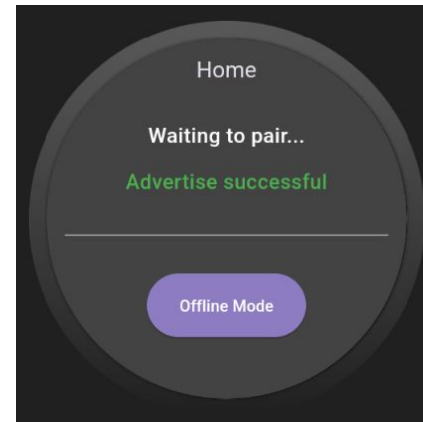 Home
Waiting to pair...
Advertise successful
Offline Mode